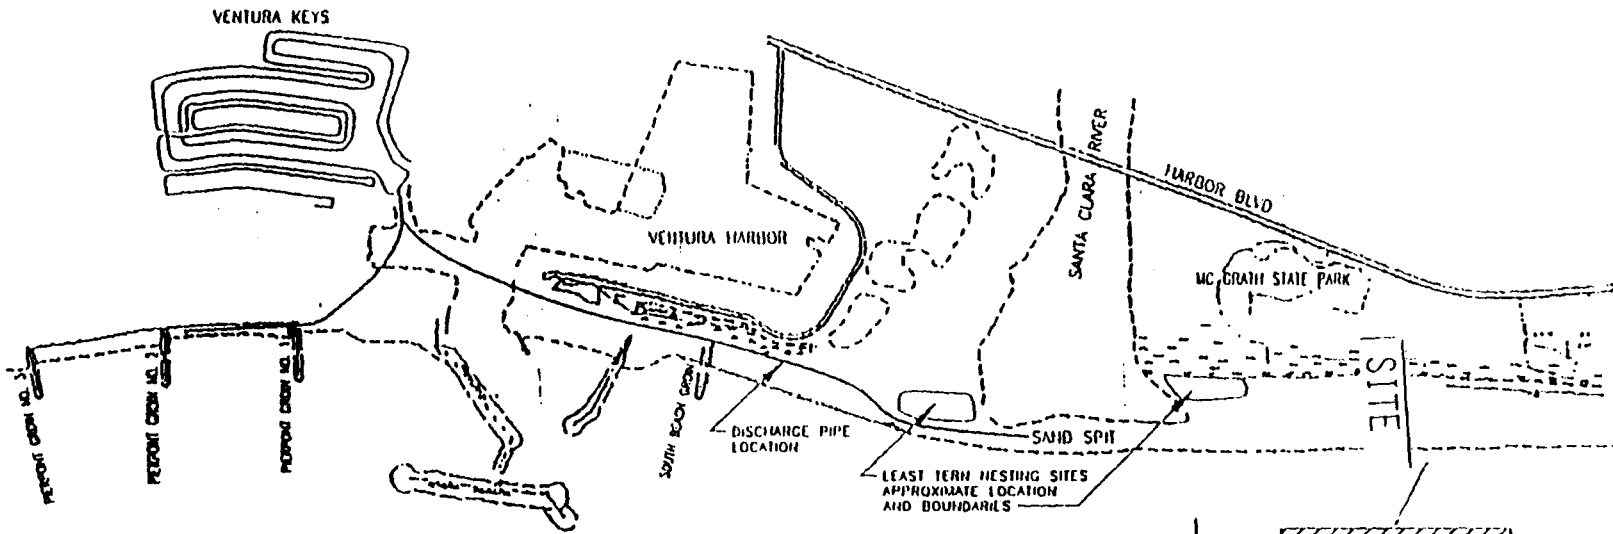 VENTURA KEYS
HARBOR BLVD
SANTA CLARA RIVER
VENTURA HARBOR
MC GRATH STATE PARK
PIERPONT GROIN NO. 3
PIERPONT GROIN NO. 2
PIERPONT GROIN NO. 1
SOUTH BEACH GROIN
DISCHARGE PIPE
LOCATION
SAND SPIT
LEAST TERN NESTING SITES
APPROXIMATE LOCATION
AND BOUNDARIES
SITE